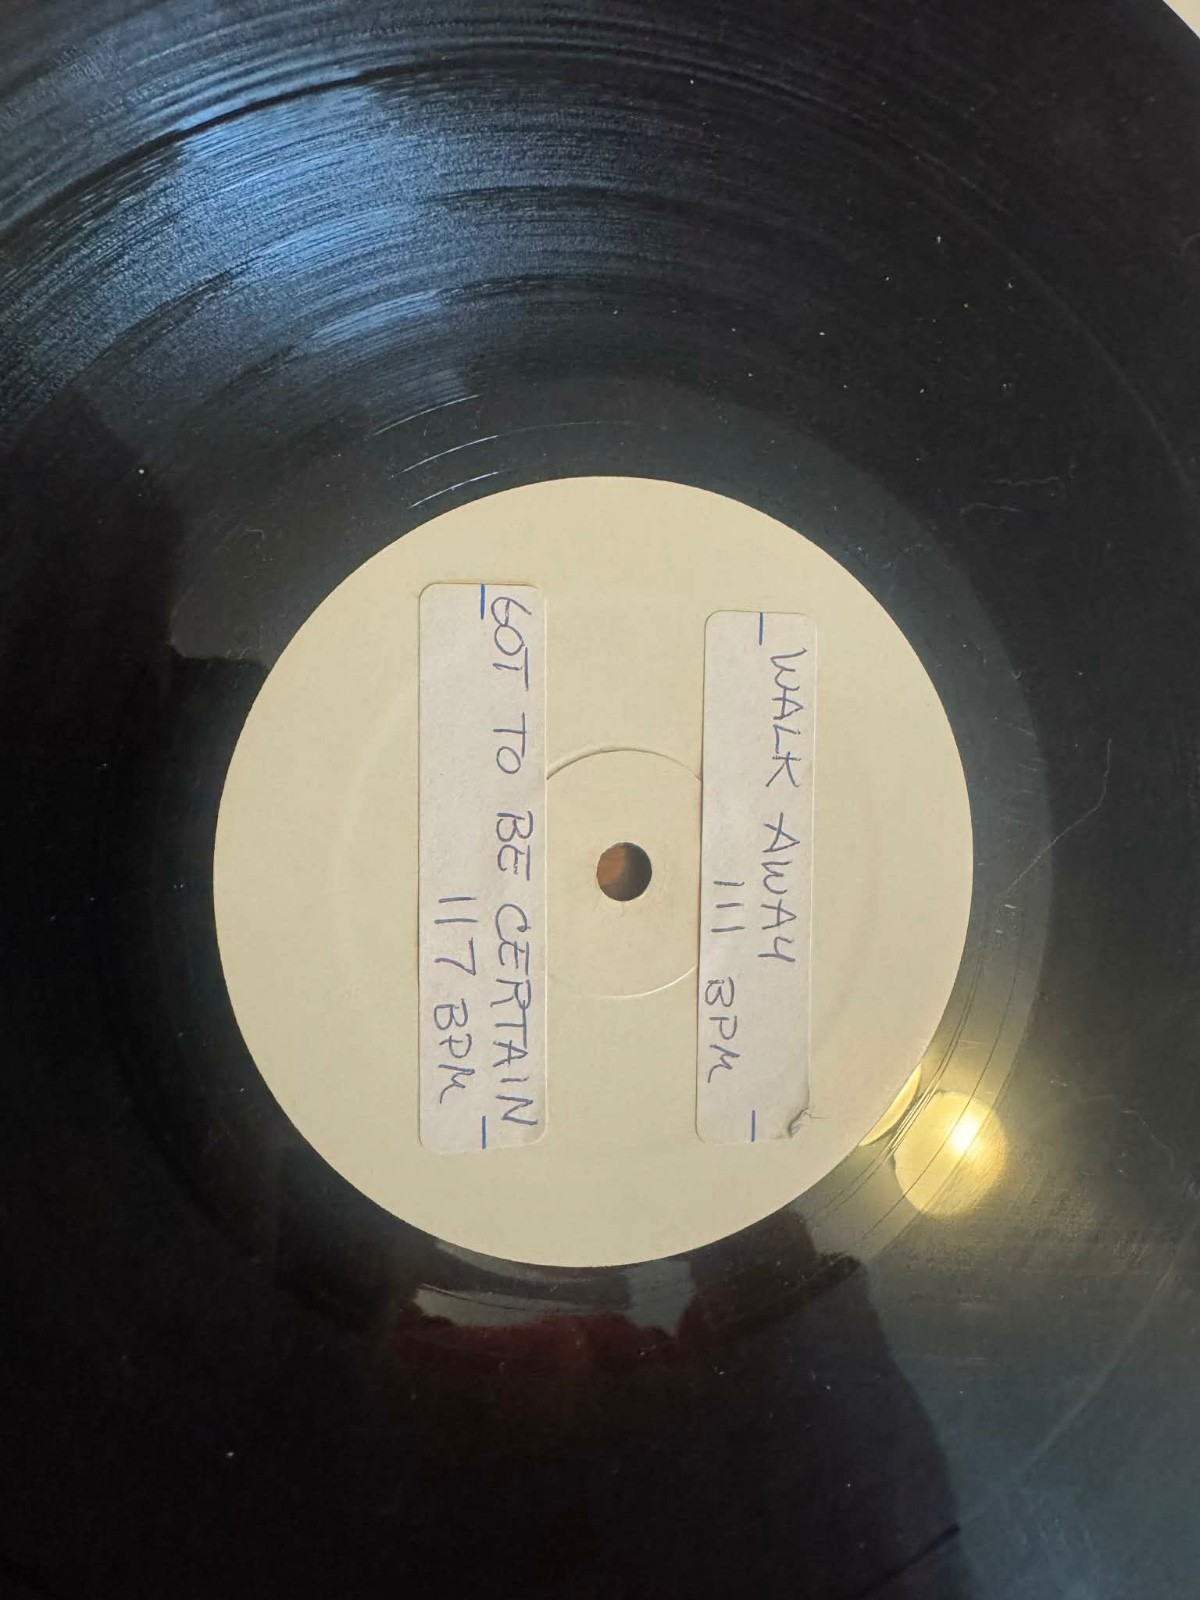 WALK AWAY
111 BPM
GOT TO BE CERTAIN
117 BPM